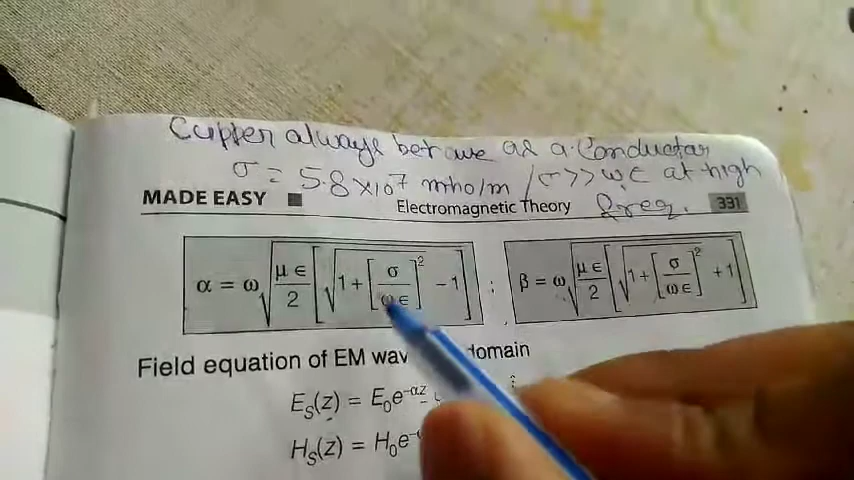 Cupper always behave as a Conductor
σ = 5.8×10⁷ mho/m / σ>> ωε at high freq.
MADE EASY ■ Electromagnetic Theory 331
α = ω√(με/2 [√(1+[σ/ωε]²) −1]) ; β = ω√(με/2 [√(1+[σ/ωε]²) +1])
Field equation of EM wav domain
E_S(z) = E₀e^−αz
H_S(z) = H₀e^−